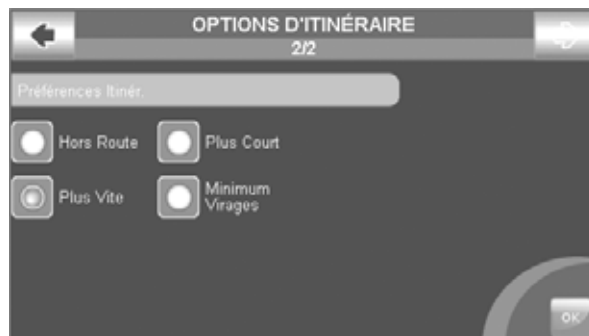 OPTIONS D'ITINÉRAIRE
2/2
Préférences Itinér.
Hors Route
Plus Court
Plus Vite
Minimum
Virages
OK